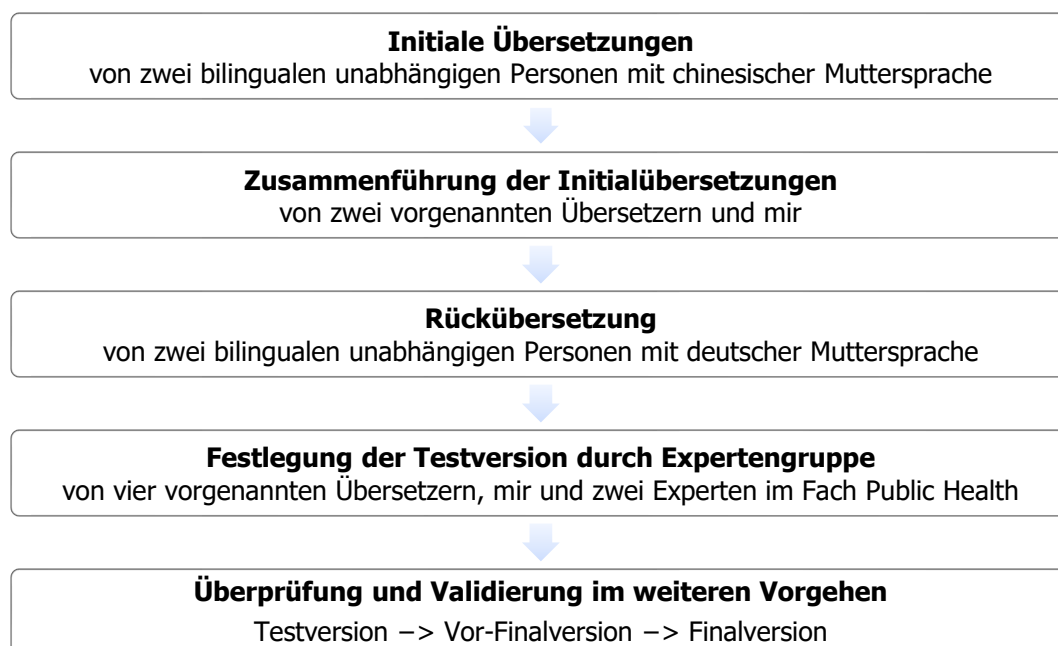 Initiale Übersetzungen
von zwei bilingualen unabhängigen Personen mit chinesischer Muttersprache
Zusammenführung der Initialübersetzungen
von zwei vorgenannten Übersetzern und mir
Rückübersetzung
von zwei bilingualen unabhängigen Personen mit deutscher Muttersprache
Festlegung der Testversion durch Expertengruppe
von vier vorgenannten Übersetzern, mir und zwei Experten im Fach Public Health
Überprüfung und Validierung im weiteren Vorgehen
Testversion −> Vor-Finalversion −> Finalversion